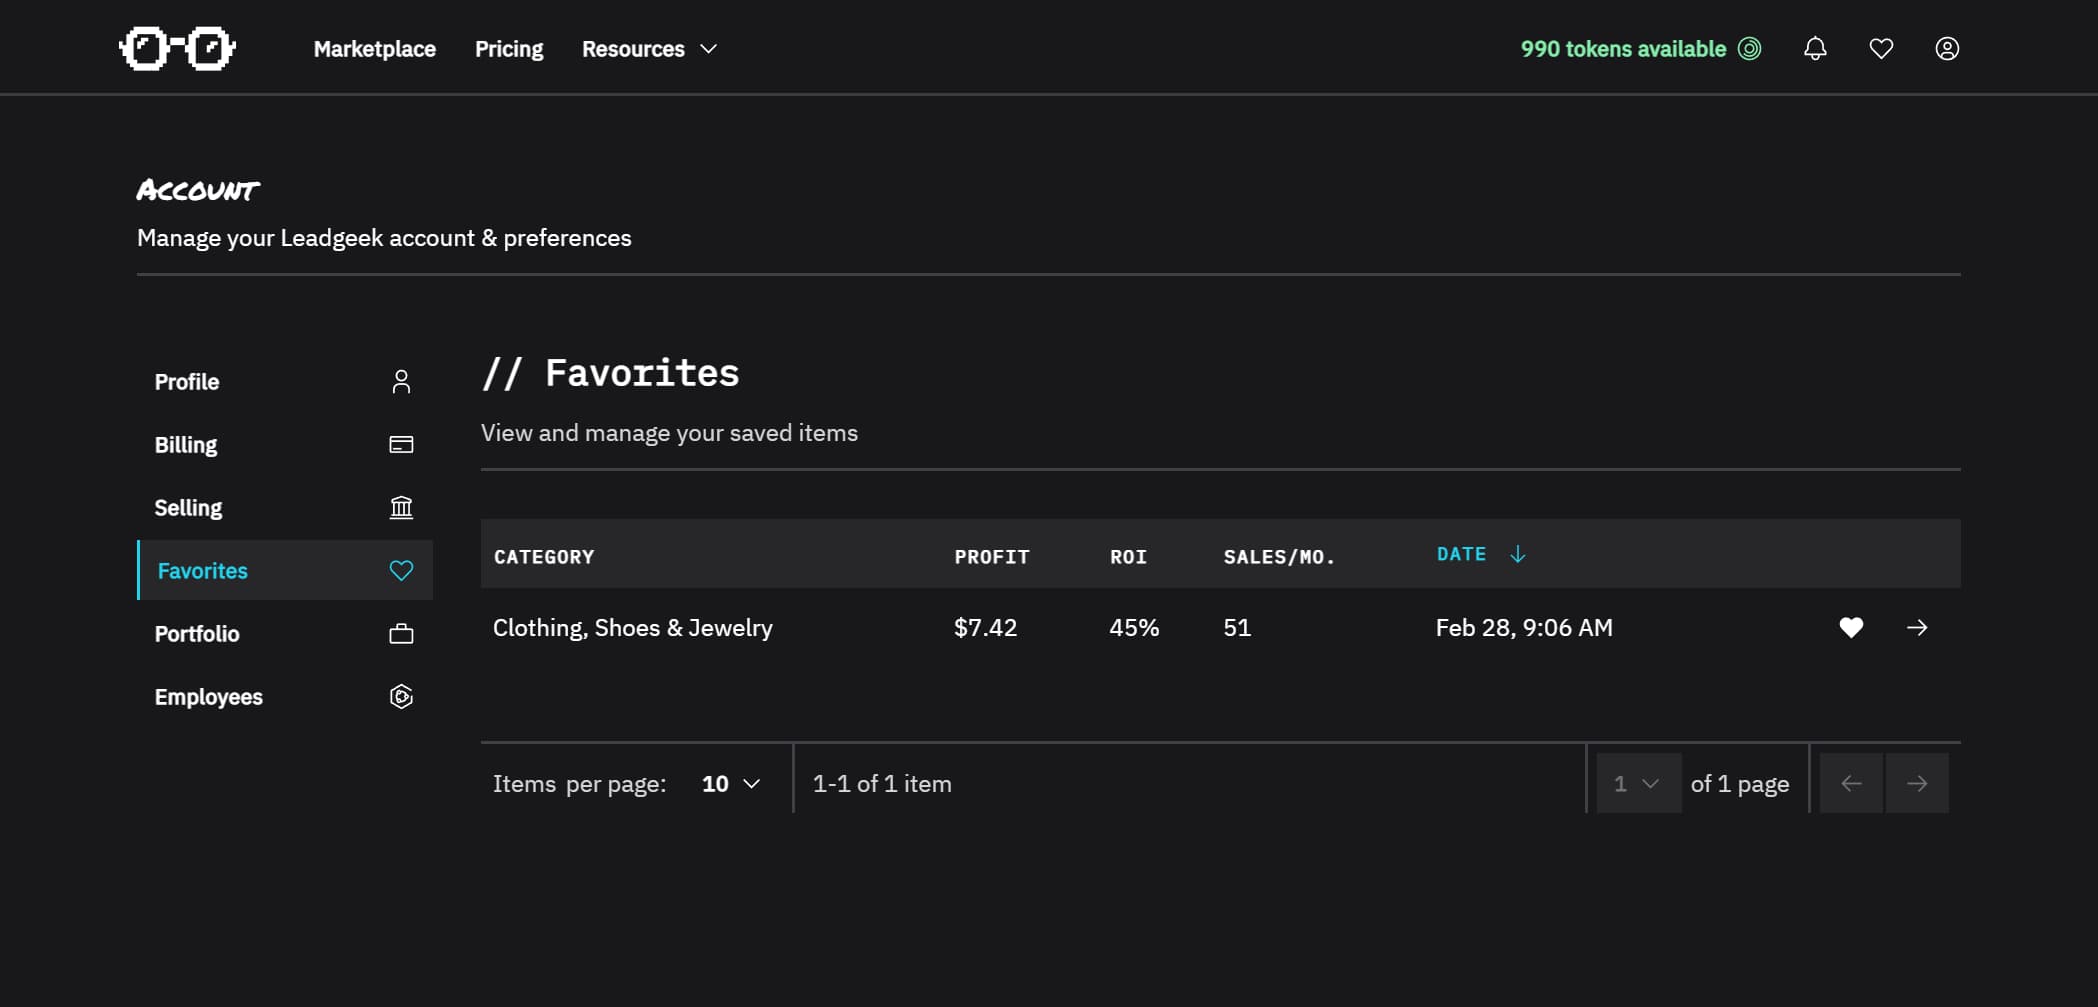 Marketplace Pricing Resources 990 tokens available
Account
Manage your Leadgeek account & preferences
Profile
Billing
Selling
Favorites
Portfolio
Employees
// Favorites
View and manage your saved items
CATEGORY PROFIT ROI SALES/MO. DATE
Clothing, Shoes & Jewelry $7.42 45% 51 Feb 28, 9:06 AM
Items per page: 10 1-1 of 1 item 1 of 1 page